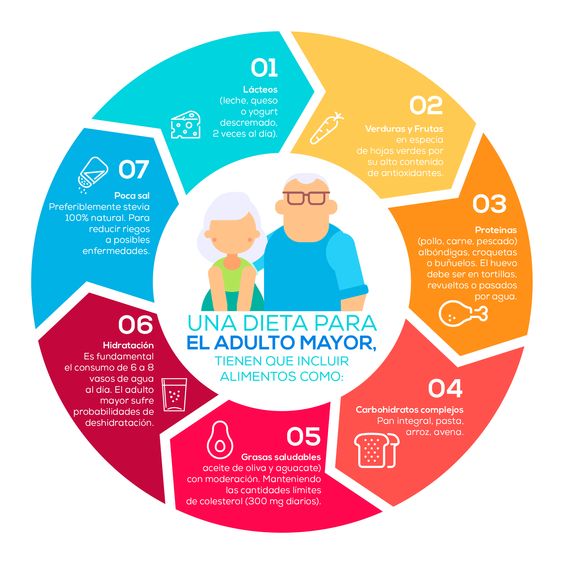 UNA DIETA PARA
EL ADULTO MAYOR,
TIENEN QUE INCLUIR
ALIMENTOS COMO:
01
Lácteos
(leche, queso
o yogurt
descremado,
2 veces al día).
02
Verduras y Frutas
en especia
de hojas verdes por
su alto contenido
de antioxidantes.
03
Proteínas
(pollo, carne, pescado)
albóndigas, croquetas
o buñuelos. El huevo
debe ser en tortillas,
revueltos o pasados
por agua.
04
Carbohidratos complejos
Pan integral, pasta,
arroz, avena.
05
Grasas saludables
aceite de oliva y aguacate)
con moderación. Manteniendo
las cantidades límites
de colesterol (300 mg diarios).
06
Hidratación
Es fundamental
el consumo de 6 a 8
vasos de agua
al día. El adulto
mayor sufre
probabilidades de
deshidratación.
07
Poca sal
Preferiblemente stevia
100% natural. Para
reducir riegos
a posibles
enfermedades.